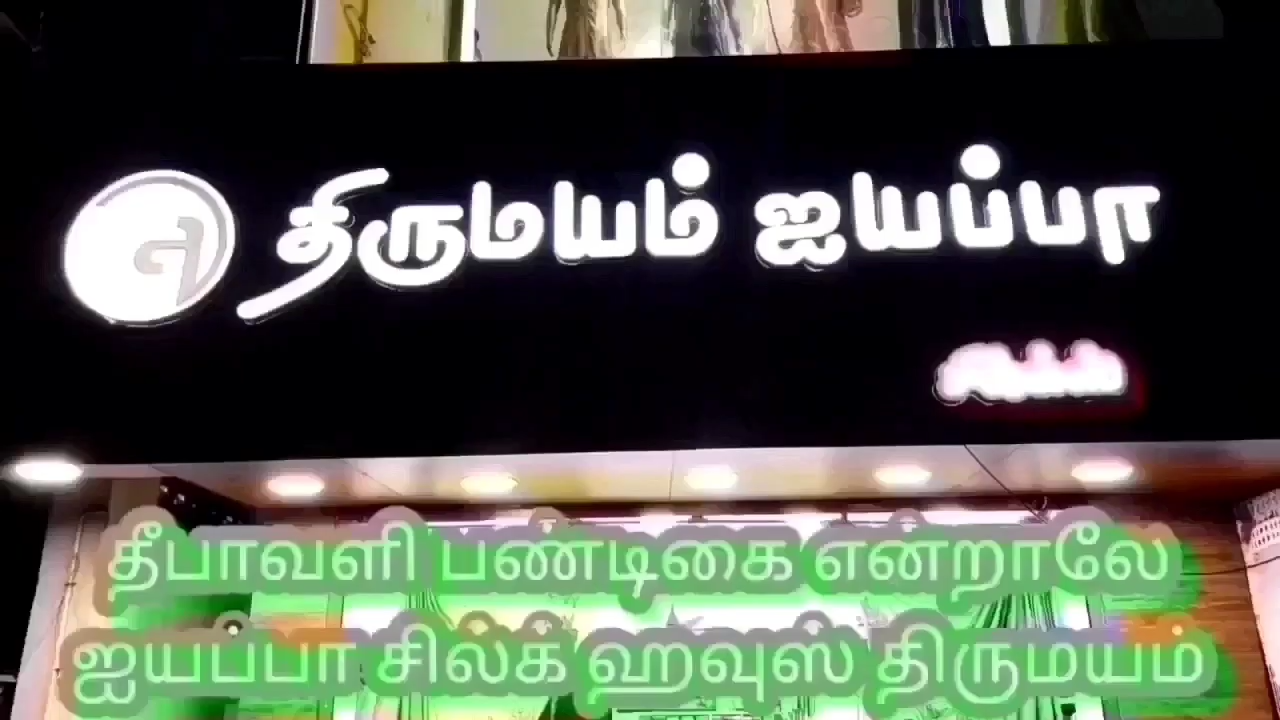 திருமயம் ஐயப்பா
சில்க்ஸ்
தீபாவளி பண்டிகை என்றாலே
ஐயப்பா சில்க் ஹவுஸ் திருமயம்